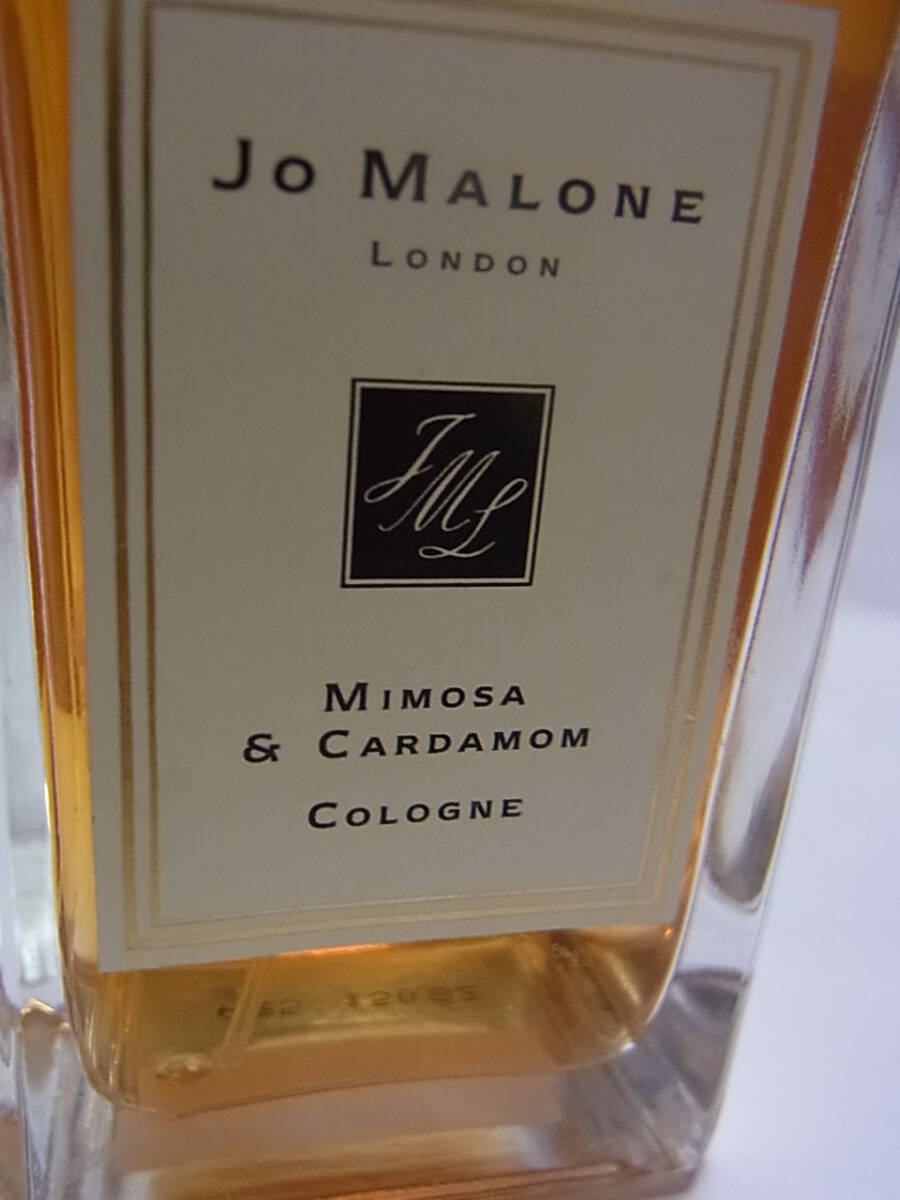 JO MALONE
LONDON
JML
MIMOSA
& CARDAMOM
COLOGNE